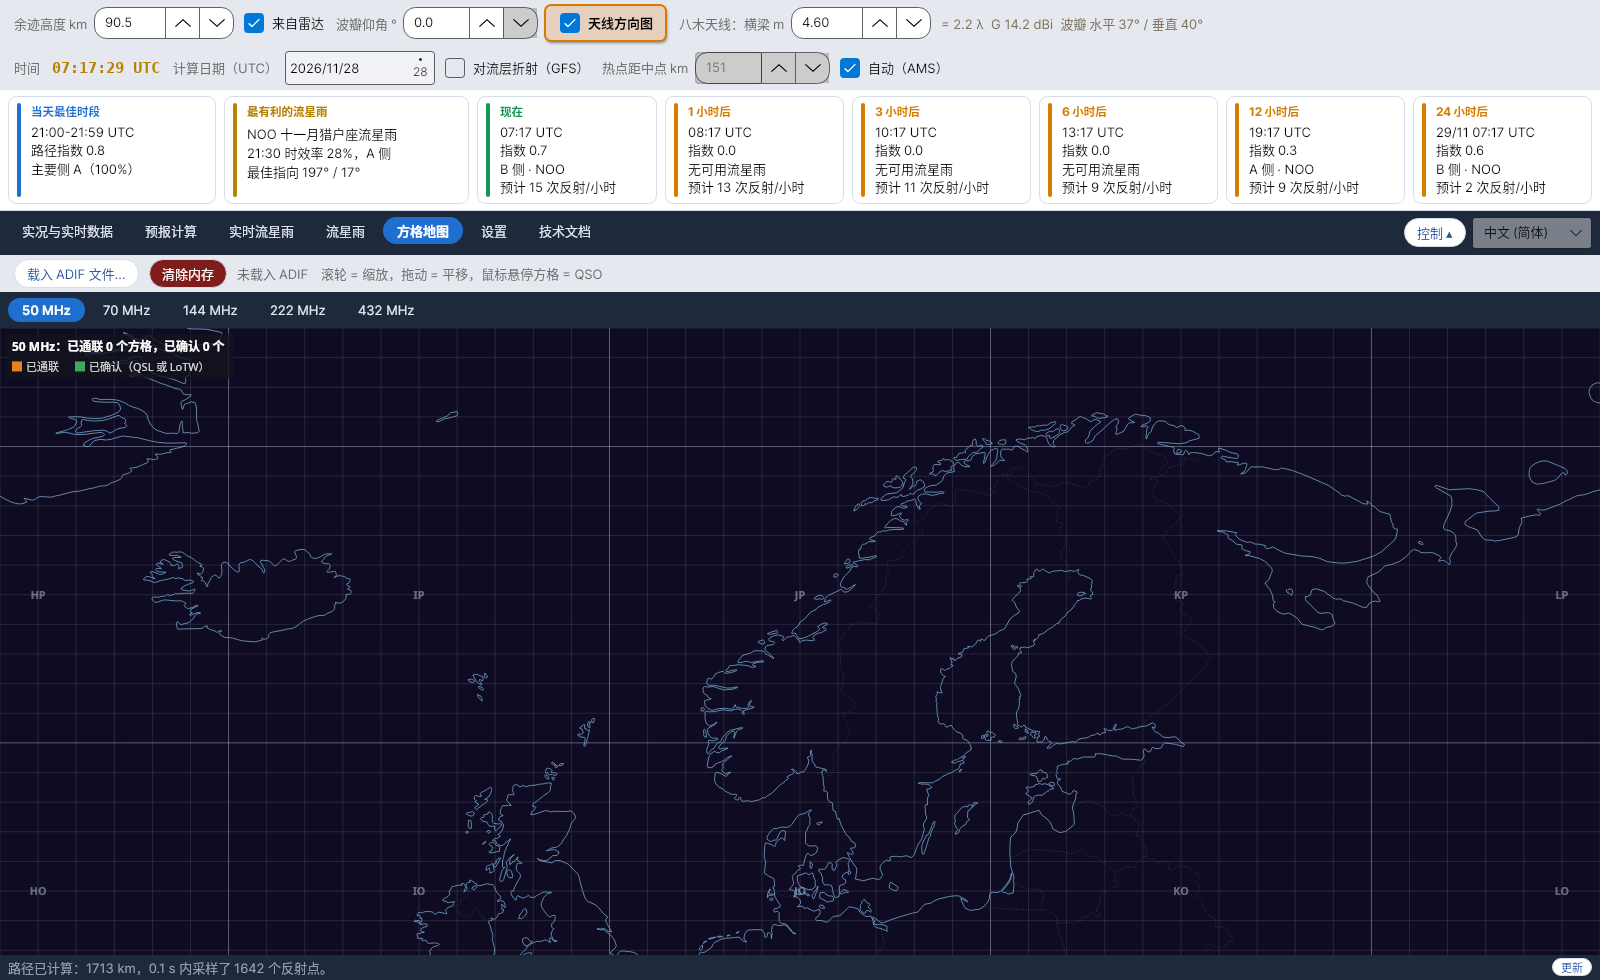 余迹高度 km 90.5 来自雷达 波瓣仰角 ° 0.0 天线方向图 八木天线：横梁 m 4.60 = 2.2 λ G 14.2 dBi 波瓣 水平 37° / 垂直 40°
时间 07:17:29 UTC 计算日期（UTC） 2026/11/28 28 对流层折射（GFS） 热点距中点 km 151 自动（AMS）
当天最佳时段
21:00-21:59 UTC
路径指数 0.8
主要侧 A（100%）
最有利的流星雨
NOO 十一月猎户座流星雨
21:30 时效率 28%，A 侧
最佳指向 197° / 17°
现在
07:17 UTC
指数 0.7
B 侧 · NOO
预计 15 次反射/小时
1 小时后
08:17 UTC
指数 0.0
无可用流星雨
预计 13 次反射/小时
3 小时后
10:17 UTC
指数 0.0
无可用流星雨
预计 11 次反射/小时
6 小时后
13:17 UTC
指数 0.0
无可用流星雨
预计 9 次反射/小时
12 小时后
19:17 UTC
指数 0.3
A 侧 · NOO
预计 9 次反射/小时
24 小时后
29/11 07:17 UTC
指数 0.6
B 侧 · NOO
预计 2 次反射/小时
实况与实时数据 预报计算 实时流星雨 流星雨 方格地图 设置 技术文档 控制 ▴ 中文 (简体)
载入 ADIF 文件... 清除内存 未载入 ADIF 滚轮 = 缩放，拖动 = 平移，鼠标悬停方格 = QSO
50 MHz 70 MHz 144 MHz 222 MHz 432 MHz
50 MHz：已通联 0 个方格，已确认 0 个
已通联 已确认（QSL 或 LoTW）
HP IP JP KP LP
HO IO JO KO LO
路径已计算：1713 km，0.1 s 内采样了 1642 个反射点。 更新